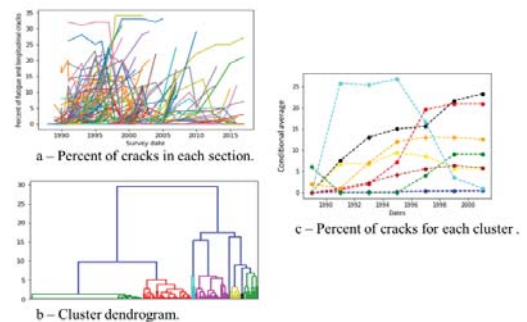 35
30
25
20
15
10
5
0
1990 1995 2000 2005 2010 2015
Survey date
Percent of fatigue and longitudinal cracks
a – Percent of cracks in each section.
30
25
20
15
10
5
0
b – Cluster dendrogram.
25
20
15
10
5
0
1990 1992 1994 1996 1998 2000
Dates
Conditional average
c – Percent of cracks for each cluster .